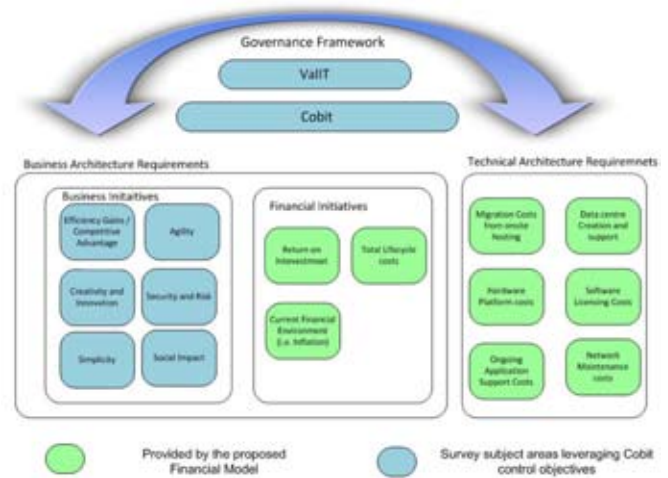 Governance Framework
ValIT
Cobit
Business Architecture Requirements
Technical Architecture Requiremnets
Business Initaitives
Efficiency Gains /
Competitive
Advantage
Agility
Creativity and
Innovation
Security and Risk
Simplicity
Social Impact
Financial Initiatives
Return on
Interevestmset
Total Lifecycle
costs
Current Financial
Environment
(i.e. Inflation)
Migration Costs
from onsite
hosting
Data centre
Creation and
support
Hardware
Platform costs
Software
Licensing Costs
Ongoing
Application
Support Costs
Network
Maintenance
costs
Provided by the proposed
Financial Model
Survey subject areas leveraging Cobit
control objectives